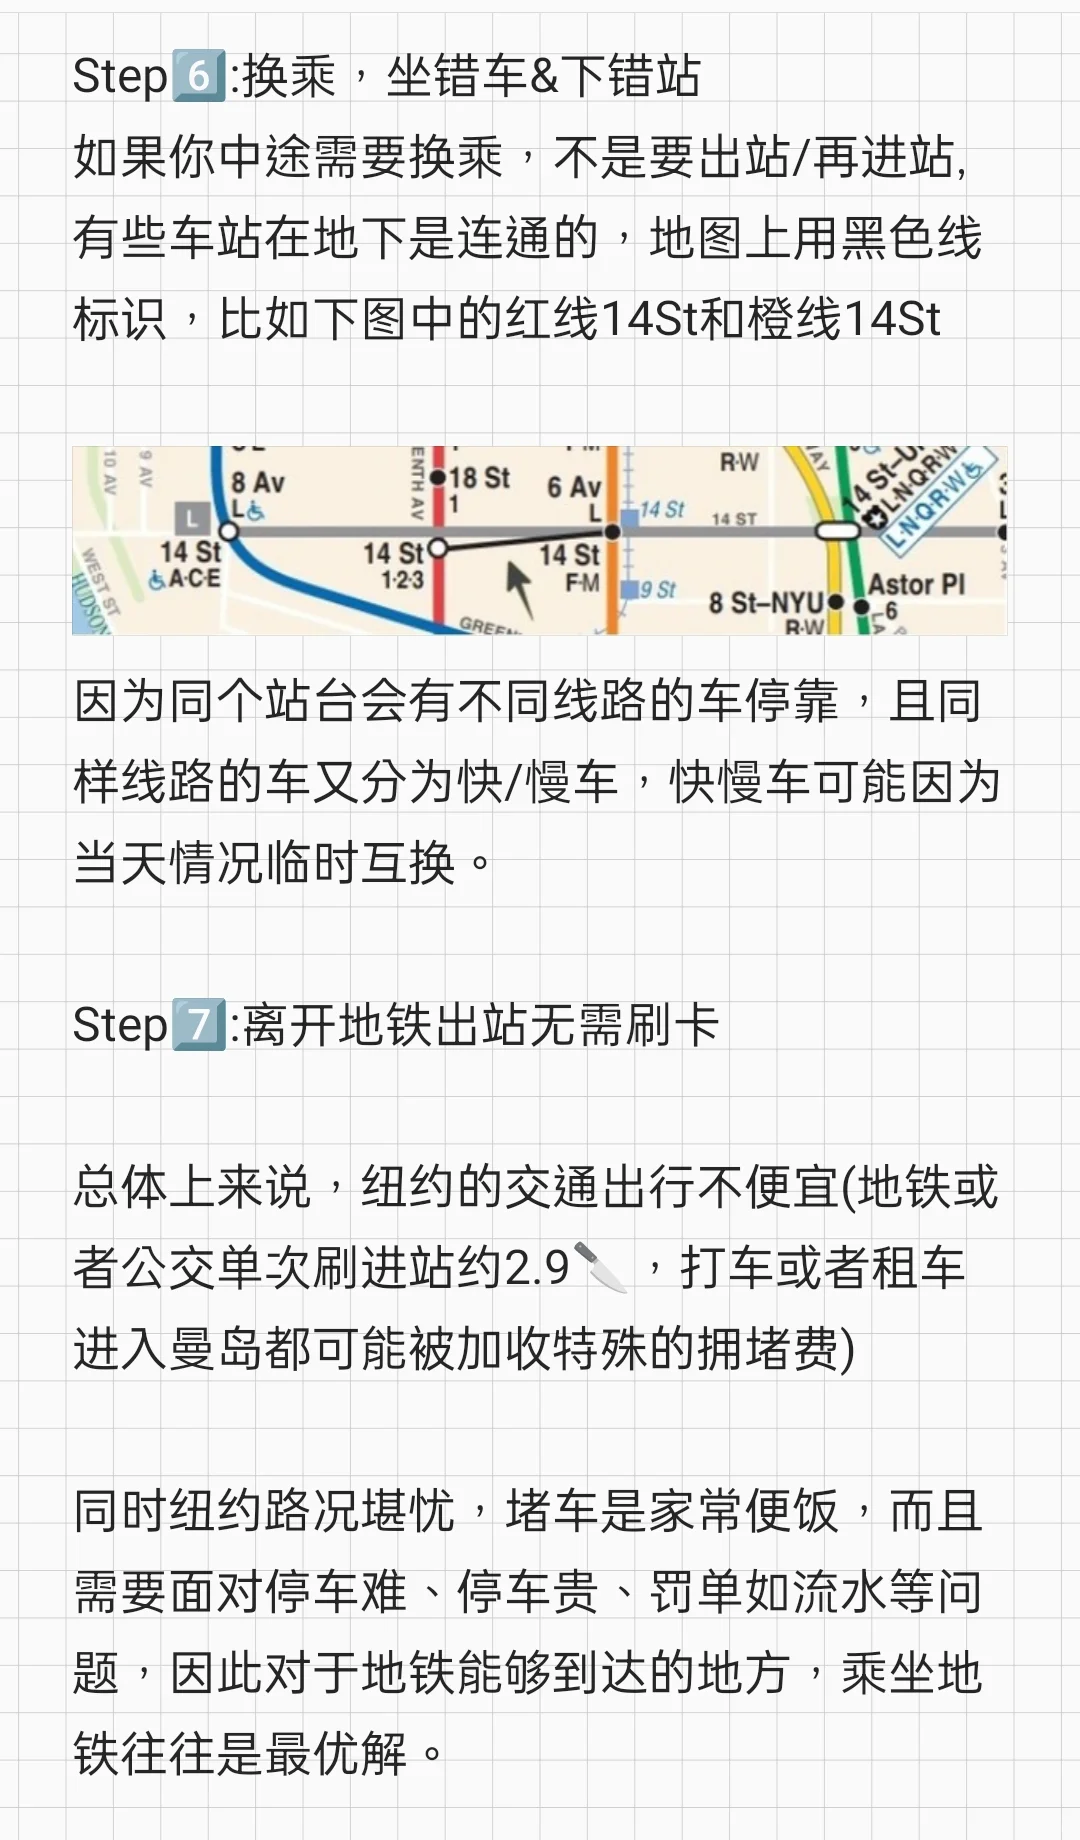 Step6️⃣:换乘，坐错车&下错站
如果你中途需要换乘，不是要出站/再进站,
有些车站在地下是连通的，地图上用黑色线
标识，比如下图中的红线14St和橙线14St
10 AV
9 AV
8 Av
L♿
ENTH AV
18 St
1
6 Av
L
14 St
R•W
14 ST
14 St–U
L•N•Q•R•W
L•N•Q•R•W♿
L
14 St
♿A•C•E
14 St
1•2•3
14 St
F•M
9 St
8 St–NYU
R•W
Astor Pl
6
WEST ST
HUDSON
GREEN
因为同个站台会有不同线路的车停靠，且同
样线路的车又分为快/慢车，快慢车可能因为
当天情况临时互换。
Step7️⃣:离开地铁出站无需刷卡
总体上来说，纽约的交通出行不便宜(地铁或
者公交单次刷进站约2.9🔪，打车或者租车
进入曼岛都可能被加收特殊的拥堵费)
同时纽约路况堪忧，堵车是家常便饭，而且
需要面对停车难、停车贵、罚单如流水等问
题，因此对于地铁能够到达的地方，乘坐地
铁往往是最优解。